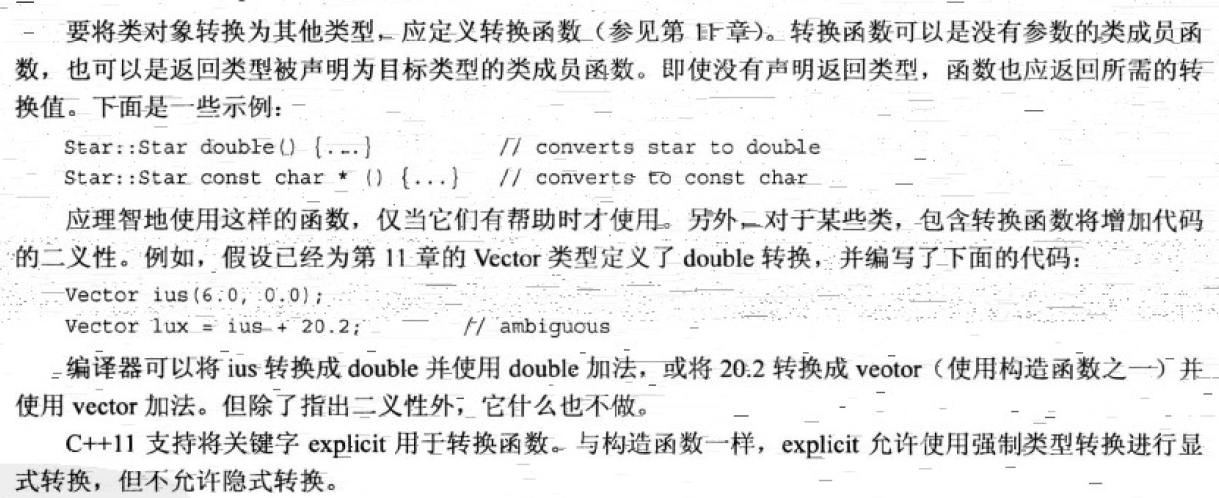 要将类对象转换为其他类型，应定义转换函数（参见第 11 章）。转换函数可以是没有参数的类成员函
数，也可以是返回类型被声明为目标类型的类成员函数。即使没有声明返回类型，函数也应返回所需的转
换值。下面是一些示例：
Star::Star double() {...} // converts star to double
Star::Star const char * () {...} // converts to const char
应理智地使用这样的函数，仅当它们有帮助时才使用。另外，对于某些类，包含转换函数将增加代码
的二义性。例如，假设已经为第 11 章的 Vector 类型定义了 double 转换，并编写了下面的代码：
Vector ius(6.0, 0.0);
Vector lux = ius + 20.2; // ambiguous
编译器可以将 ius 转换成 double 并使用 double 加法，或将 20.2 转换成 veotor（使用构造函数之一）并
使用 vector 加法。但除了指出二义性外，它什么也不做。
C++11 支持将关键字 explicit 用于转换函数。与构造函数一样，explicit 允许使用强制类型转换进行显
式转换，但不允许隐式转换。